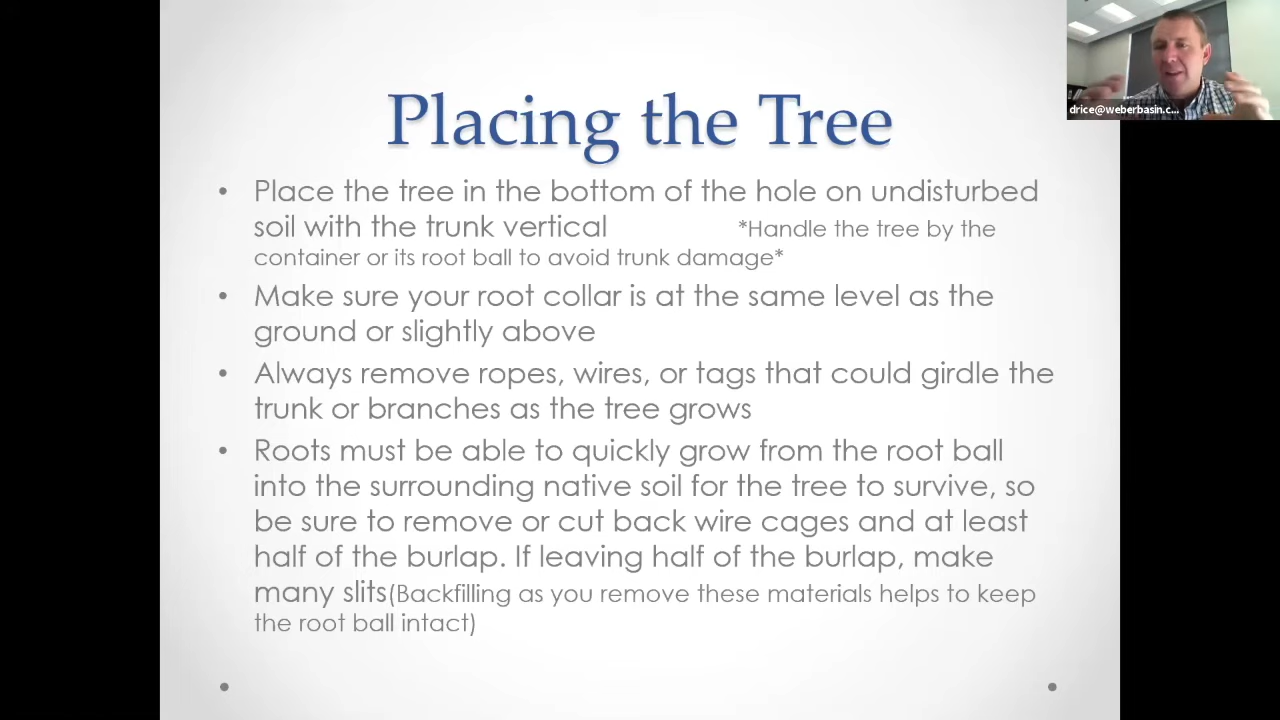 drice@weberbasin.c...
Placing the Tree
• Place the tree in the bottom of the hole on undisturbed
soil with the trunk vertical *Handle the tree by the
container or its root ball to avoid trunk damage*
• Make sure your root collar is at the same level as the
ground or slightly above
• Always remove ropes, wires, or tags that could girdle the
trunk or branches as the tree grows
• Roots must be able to quickly grow from the root ball
into the surrounding native soil for the tree to survive, so
be sure to remove or cut back wire cages and at least
half of the burlap. If leaving half of the burlap, make
many slits(Backfilling as you remove these materials helps to keep
the root ball intact)